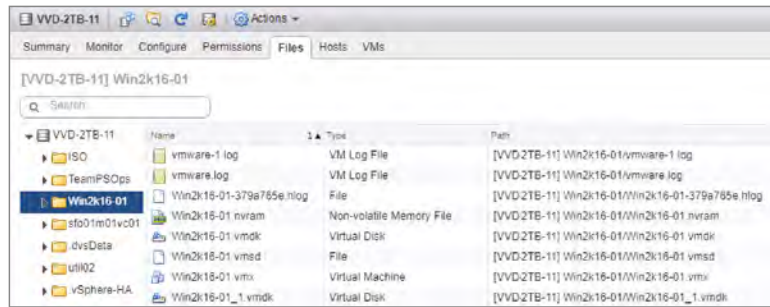 VVD-2TB-11 Actions
Summary Monitor Configure Permissions Files Hosts VMs
[VVD-2TB-11] Win2k16-01
Search
VVD-2TB-11 Name 1▲ Type Path
ISO vmware-1.log VM Log File [VVD-2TB-11] Win2k16-01/vmware-1.log
TeamPSOps vmware.log VM Log File [VVD-2TB-11] Win2k16-01/vmware.log
Win2k16-01 Win2k16-01-379a765e.hlog File [VVD-2TB-11] Win2k16-01/Win2k16-01-379a765e.hlog
sfo01m01vc01 Win2k16-01.nvram Non-volatile Memory File [VVD-2TB-11] Win2k16-01/Win2k16-01.nvram
.dvsData Win2k16-01.vmdk Virtual Disk [VVD-2TB-11] Win2k16-01/Win2k16-01.vmdk
util02 Win2k16-01.vmsd File [VVD-2TB-11] Win2k16-01/Win2k16-01.vmsd
.vSphere-HA Win2k16-01.vmx Virtual Machine [VVD-2TB-11] Win2k16-01/Win2k16-01.vmx
Win2k16-01_1.vmdk Virtual Disk [VVD-2TB-11] Win2k16-01/Win2k16-01_1.vmdk